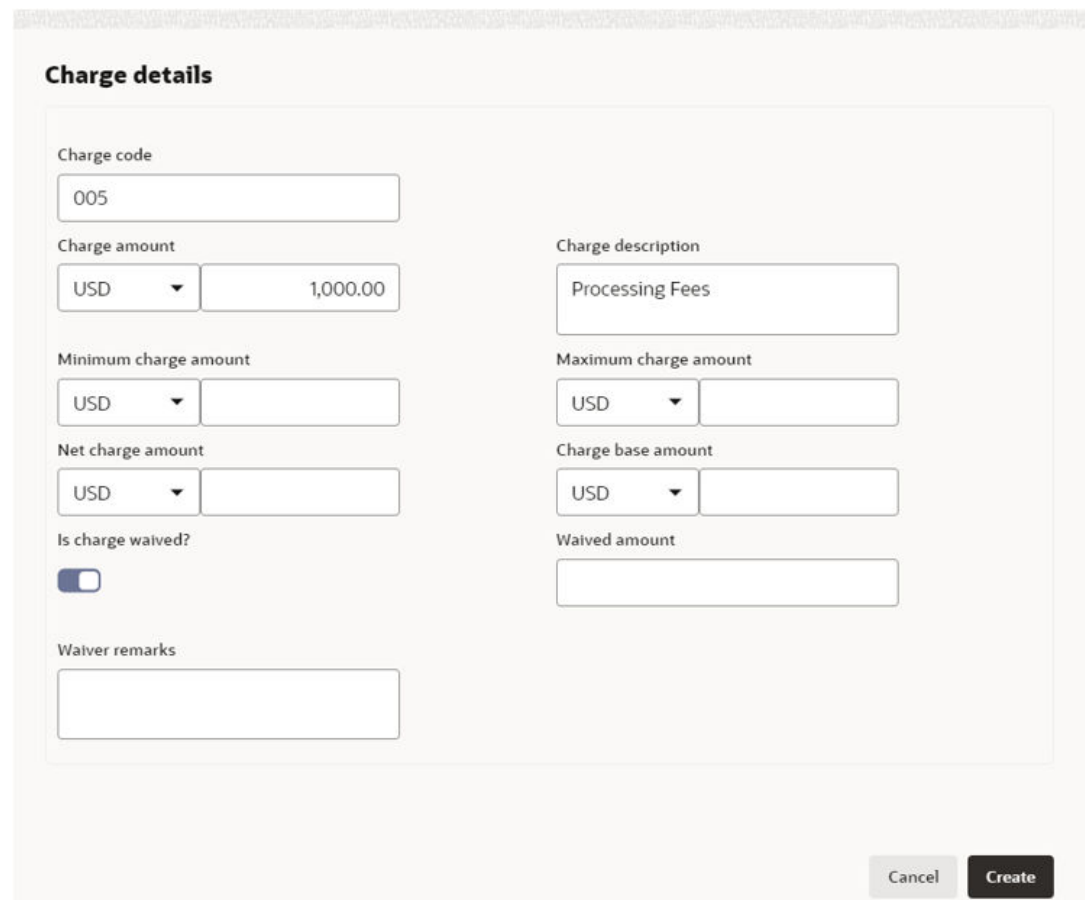 Charge details
Charge code
005
Charge amount
Charge description
USD 1,000.00
Processing Fees
Minimum charge amount
Maximum charge amount
USD
USD
Net charge amount
Charge base amount
USD
USD
Is charge waived?
Waived amount
Waiver remarks
Cancel
Create